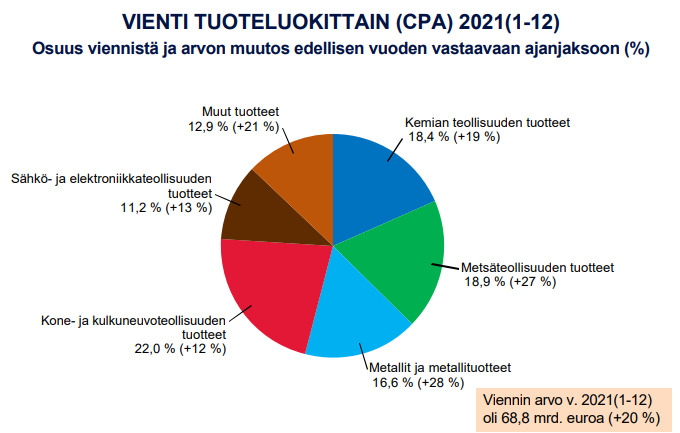 VIENTI TUOTELUOKITTAIN (CPA) 2021(1-12)
Osuus viennistä ja arvon muutos edellisen vuoden vastaavaan ajanjaksoon (%)
Muut tuotteet
12,9 % (+21 %)
Kemian teollisuuden tuotteet
18,4 % (+19 %)
Sähkö- ja elektroniikkateollisuuden
tuotteet
11,2 % (+13 %)
Metsäteollisuuden tuotteet
18,9 % (+27 %)
Kone- ja kulkuneuvoteollisuuden
tuotteet
22,0 % (+12 %)
Metallit ja metallituotteet
16,6 % (+28 %)
Viennin arvo v. 2021(1-12)
oli 68,8 mrd. euroa (+20 %)